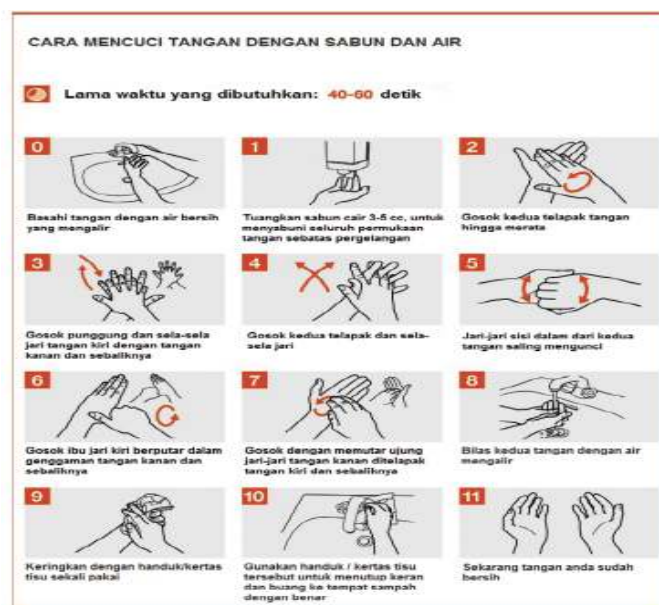 CARA MENCUCI TANGAN DENGAN SABUN DAN AIR
Lama waktu yang dibutuhkan: 40-60 detik
0
Basahi tangan dengan air bersih
yang mengalir
1
Tuangkan sabun cair 3-5 cc, untuk
menyabuni seluruh permukaan
tangan sebatas pergelangan
2
Gosok kedua telapak tangan
hingga merata
3
Gosok punggung dan sela-sela
jari tangan kiri dengan tangan
kanan dan sebaliknya
4
Gosok kedua telapak dan sela-
sela jari
5
Jari-jari sisi dalam dari kedua
tangan saling mengunci
6
Gosok ibu jari kiri berputar dalam
genggaman tangan kanan dan
sebaliknya
7
Gosok dengan memutar ujung
jari-jari tangan kanan ditelapak
tangan kiri dan sebaliknya
8
Bilas kedua tangan dengan air
mengalir
9
Keringkan dengan handuk/kertas
tisu sekali pakai
10
Gunakan handuk / kertas tisu
tersebut untuk menutup keran
dan buang ke tempat sampah
dengan benar
11
Sekarang tangan anda sudah
bersih